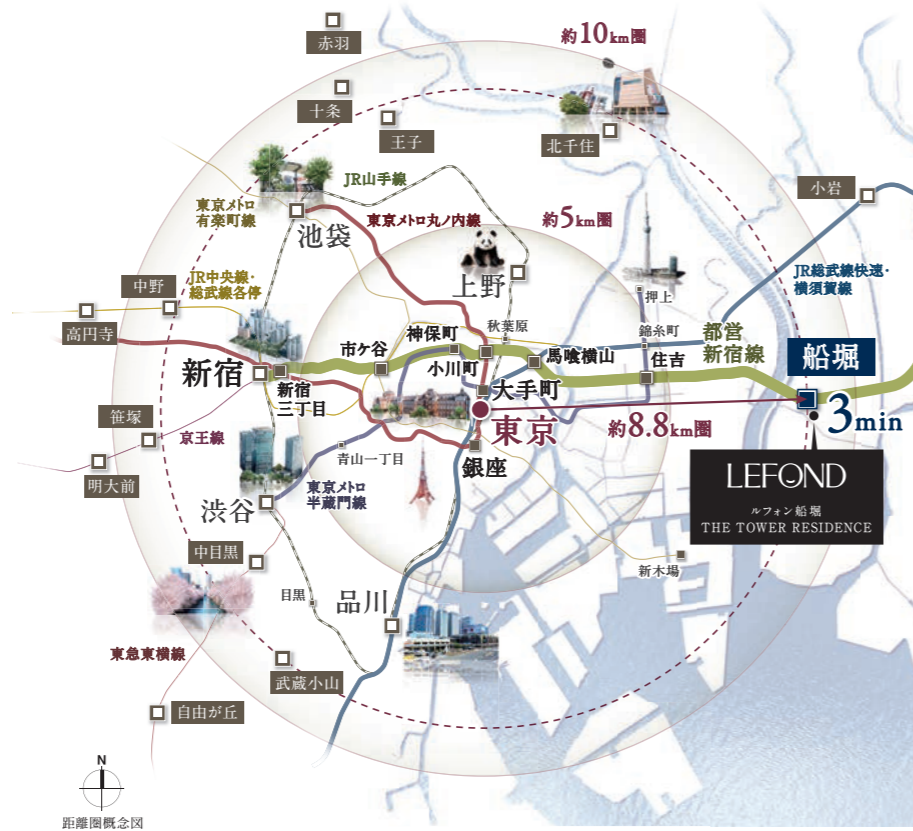 赤羽
約10km圏
十条
王子
北千住
JR山手線
小岩
東京メトロ
有楽町線
池袋
東京メトロ丸ノ内線
約5km圏
上野
JR総武線快速・
横須賀線
中野
JR中央線・
総武線各停
押上
高円寺
秋葉原
錦糸町
都営
新宿線
市ケ谷
神保町
小川町
馬喰横山
住吉
船堀
新宿
新宿
三丁目
大手町
東京
約8.8km圏
3min
笹塚
京王線
明大前
青山一丁目
銀座
東京メトロ
半蔵門線
渋谷
LEFOND
ルフォン船堀
THE TOWER RESIDENCE
中目黒
新木場
目黒
品川
東急東横線
武蔵小山
自由が丘
N
距離圏概念図